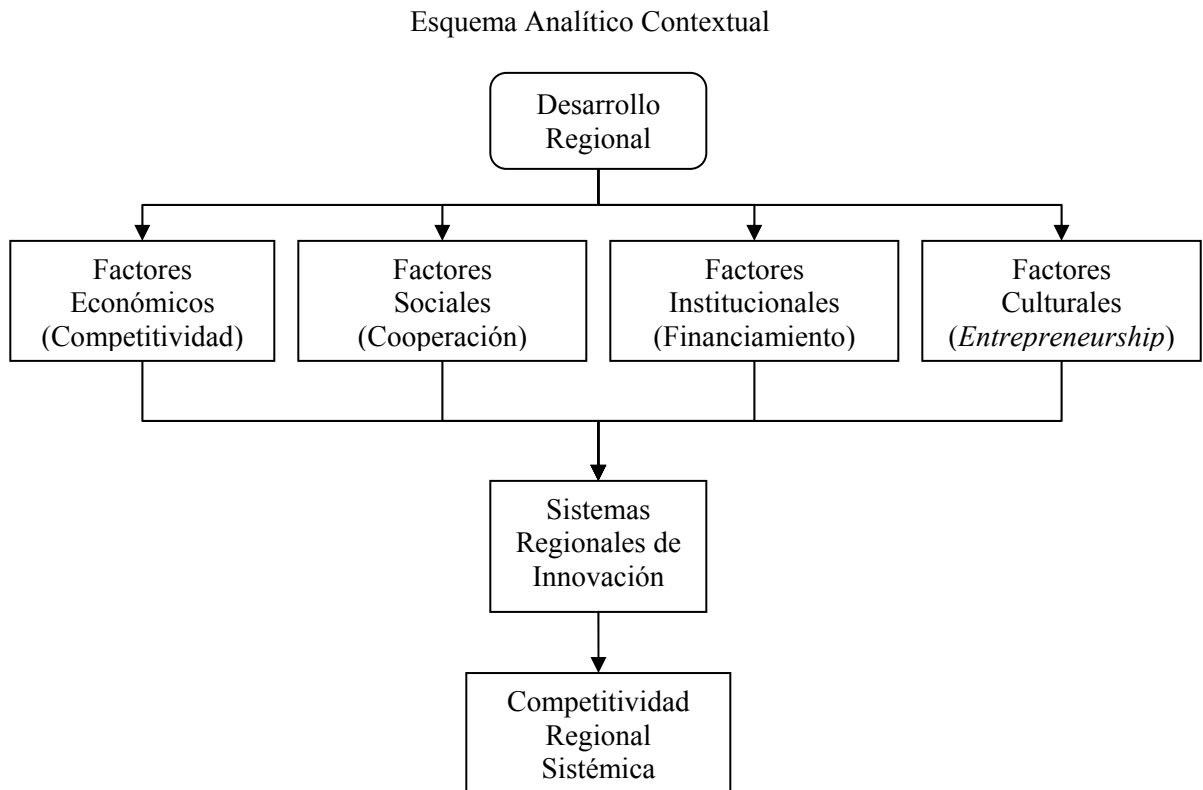 Esquema Analítico Contextual
Desarrollo
Regional
Factores
Económicos
(Competitividad)
Factores
Sociales
(Cooperación)
Factores
Institucionales
(Financiamiento)
Factores
Culturales
(Entrepreneurship)
Sistemas
Regionales de
Innovación
Competitividad
Regional
Sistémica